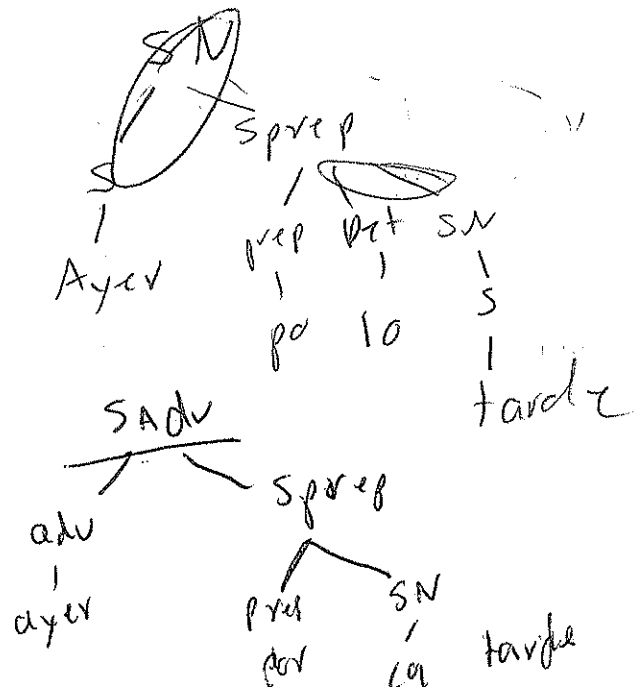 SN
Sprep
S
prep Det SN
Ayer
po lo S
tarde
SAdv
Sprep
adv
ayer
prep SN
por la tarde